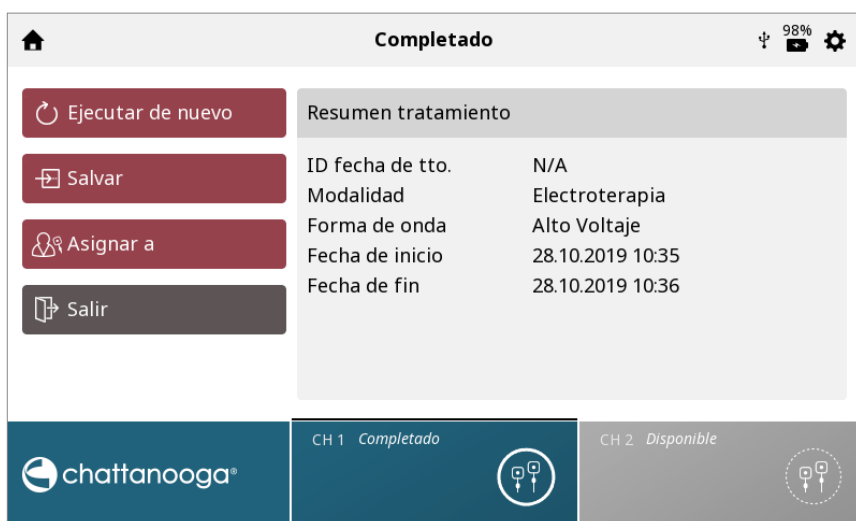 Completado
98%
Ejecutar de nuevo
Salvar
Asignar a
Salir
Resumen tratamiento
ID fecha de tto. N/A
Modalidad Electroterapia
Forma de onda Alto Voltaje
Fecha de inicio 28.10.2019 10:35
Fecha de fin 28.10.2019 10:36
chattanooga®
CH 1 Completado
CH 2 Disponible